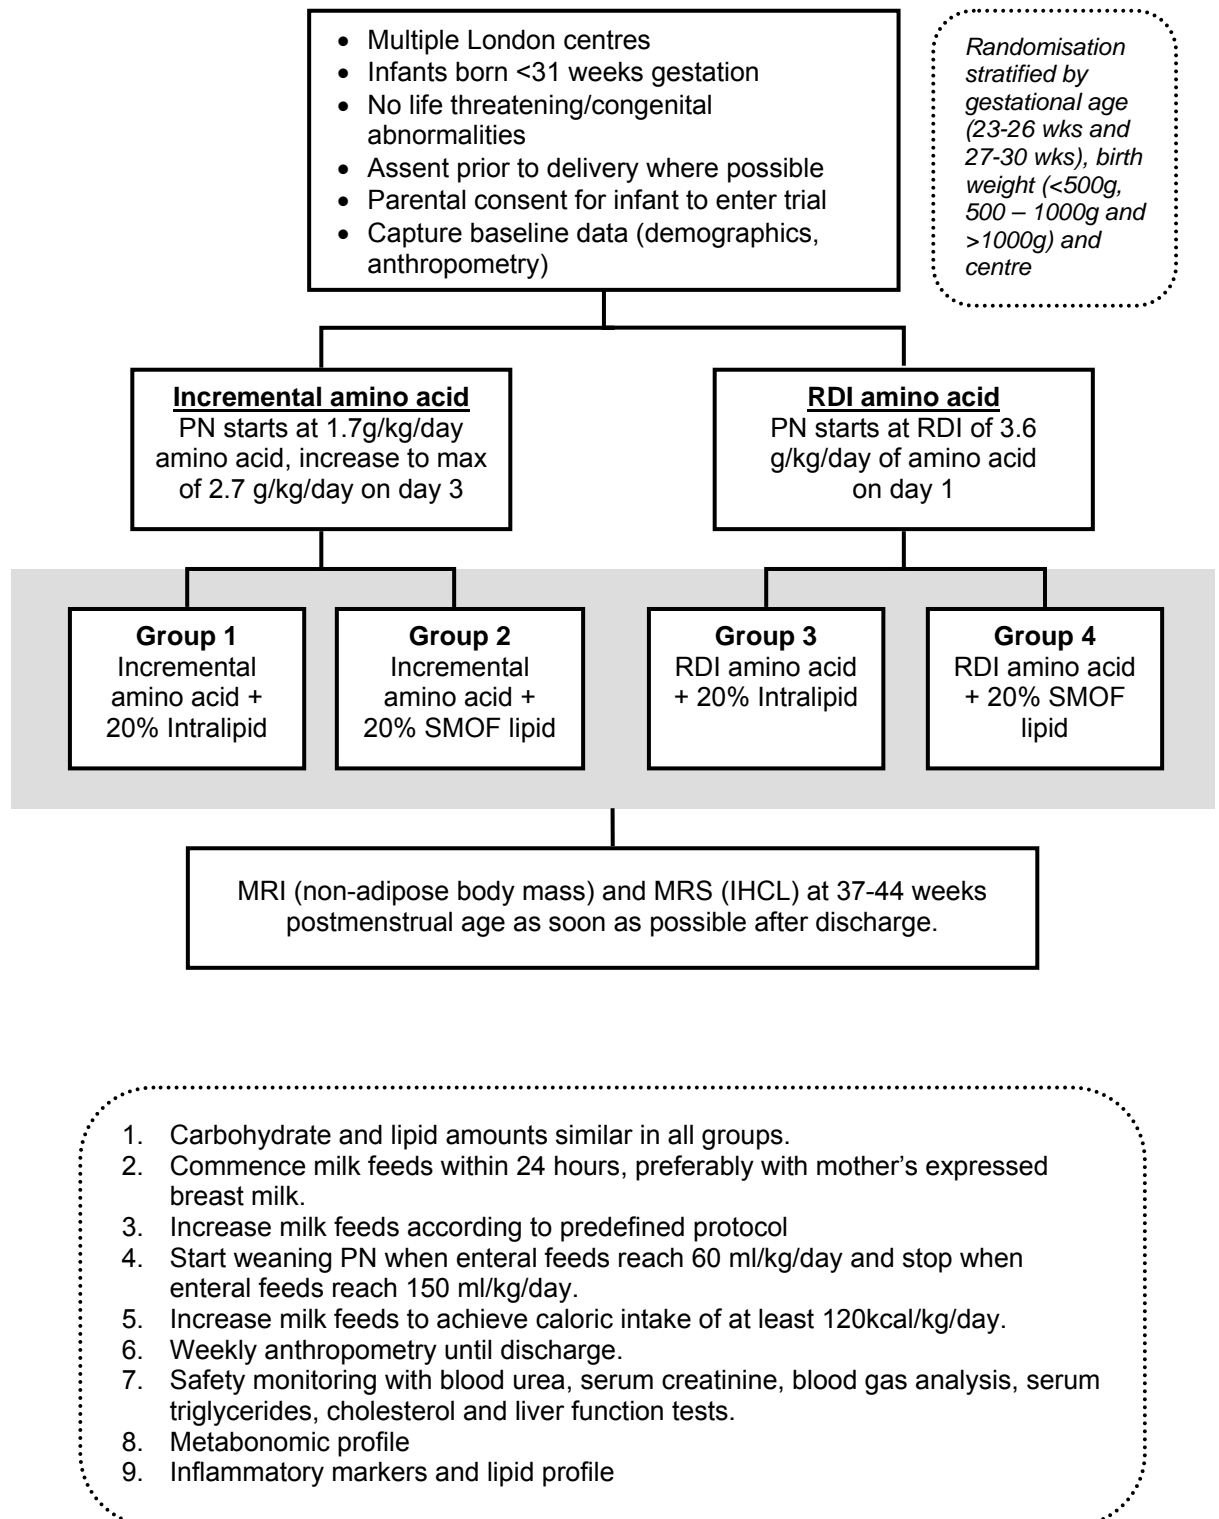 • Multiple London centres
• Infants born <31 weeks gestation
• No life threatening/congenital
abnormalities
• Assent prior to delivery where possible
• Parental consent for infant to enter trial
• Capture baseline data (demographics,
anthropometry)
Randomisation
stratified by
gestational age
(23-26 wks and
27-30 wks), birth
weight (<500g,
500 – 1000g and
>1000g) and
centre
Incremental amino acid
PN starts at 1.7g/kg/day
amino acid, increase to max
of 2.7 g/kg/day on day 3
RDI amino acid
PN starts at RDI of 3.6
g/kg/day of amino acid
on day 1
Group 1
Incremental
amino acid +
20% Intralipid
Group 2
Incremental
amino acid +
20% SMOF lipid
Group 3
RDI amino acid
+ 20% Intralipid
Group 4
RDI amino acid
+ 20% SMOF
lipid
MRI (non-adipose body mass) and MRS (IHCL) at 37-44 weeks
postmenstrual age as soon as possible after discharge.
1. Carbohydrate and lipid amounts similar in all groups.
2. Commence milk feeds within 24 hours, preferably with mother’s expressed
breast milk.
3. Increase milk feeds according to predefined protocol
4. Start weaning PN when enteral feeds reach 60 ml/kg/day and stop when
enteral feeds reach 150 ml/kg/day.
5. Increase milk feeds to achieve caloric intake of at least 120kcal/kg/day.
6. Weekly anthropometry until discharge.
7. Safety monitoring with blood urea, serum creatinine, blood gas analysis, serum
triglycerides, cholesterol and liver function tests.
8. Metabonomic profile
9. Inflammatory markers and lipid profile